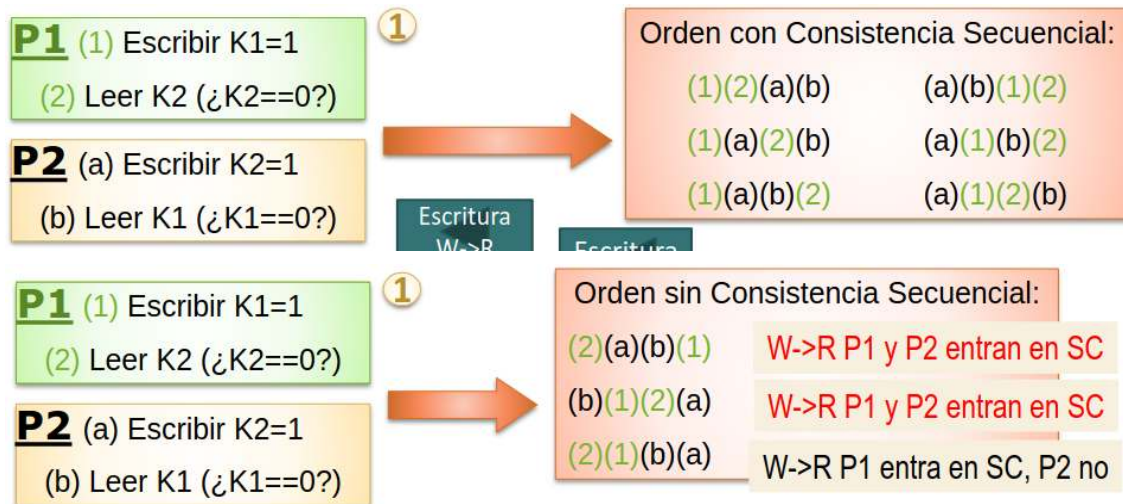 P1 (1) Escribir K1=1
(2) Leer K2 (¿K2==0?)
1
P2 (a) Escribir K2=1
(b) Leer K1 (¿K1==0?)
Orden con Consistencia Secuencial:
(1)(2)(a)(b) (a)(b)(1)(2)
(1)(a)(2)(b) (a)(1)(b)(2)
(1)(a)(b)(2) (a)(1)(2)(b)
Escritura
W->R
Escritura
P1 (1) Escribir K1=1
(2) Leer K2 (¿K2==0?)
1
P2 (a) Escribir K2=1
(b) Leer K1 (¿K1==0?)
Orden sin Consistencia Secuencial:
(2)(a)(b)(1) W->R P1 y P2 entran en SC
(b)(1)(2)(a) W->R P1 y P2 entran en SC
(2)(1)(b)(a) W->R P1 entra en SC, P2 no